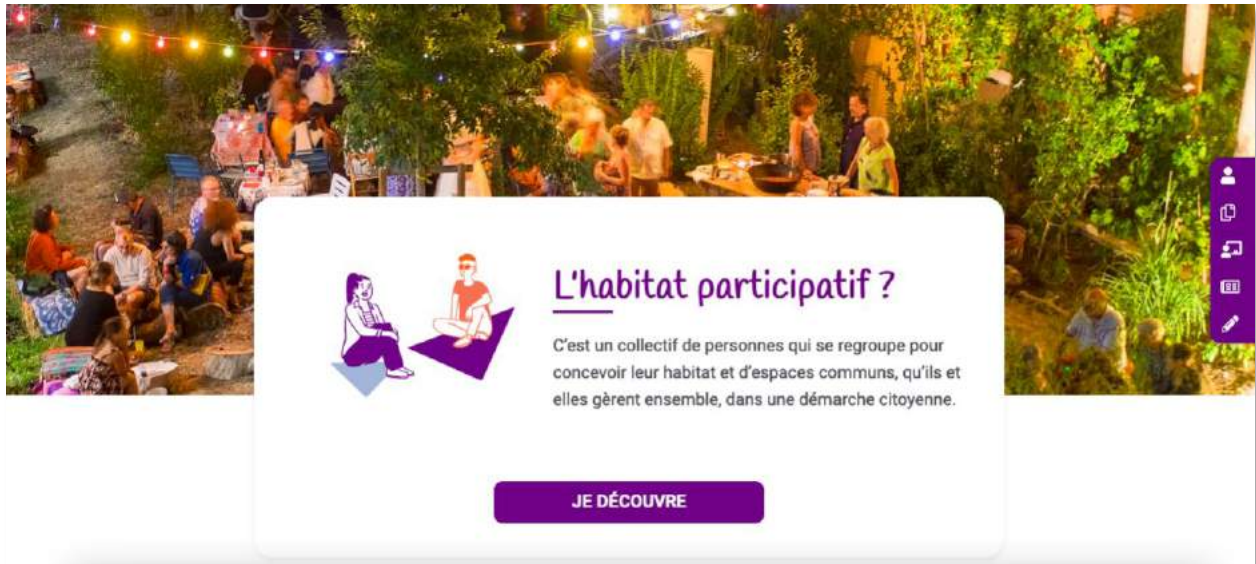 L'habitat participatif ?
C'est un collectif de personnes qui se regroupe pour
concevoir leur habitat et d'espaces communs, qu'ils et
elles gèrent ensemble, dans une démarche citoyenne.
JE DÉCOUVRE